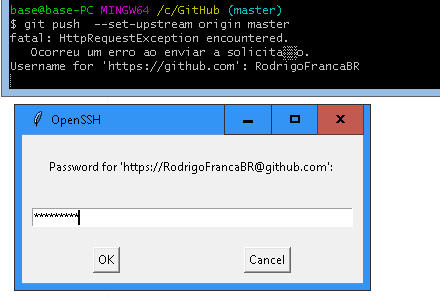 base@base-PC MINGW64 /c/GitHub (master)
$ git push --set-upstream origin master
fatal: HttpRequestException encountered.
Ocorreu um erro ao enviar a solicita▒▒o.
Username for 'https://github.com': RodrigoFrancaBR
OpenSSH
Password for 'https://RodrigoFrancaBR@github.com':
*********
OK
Cancel